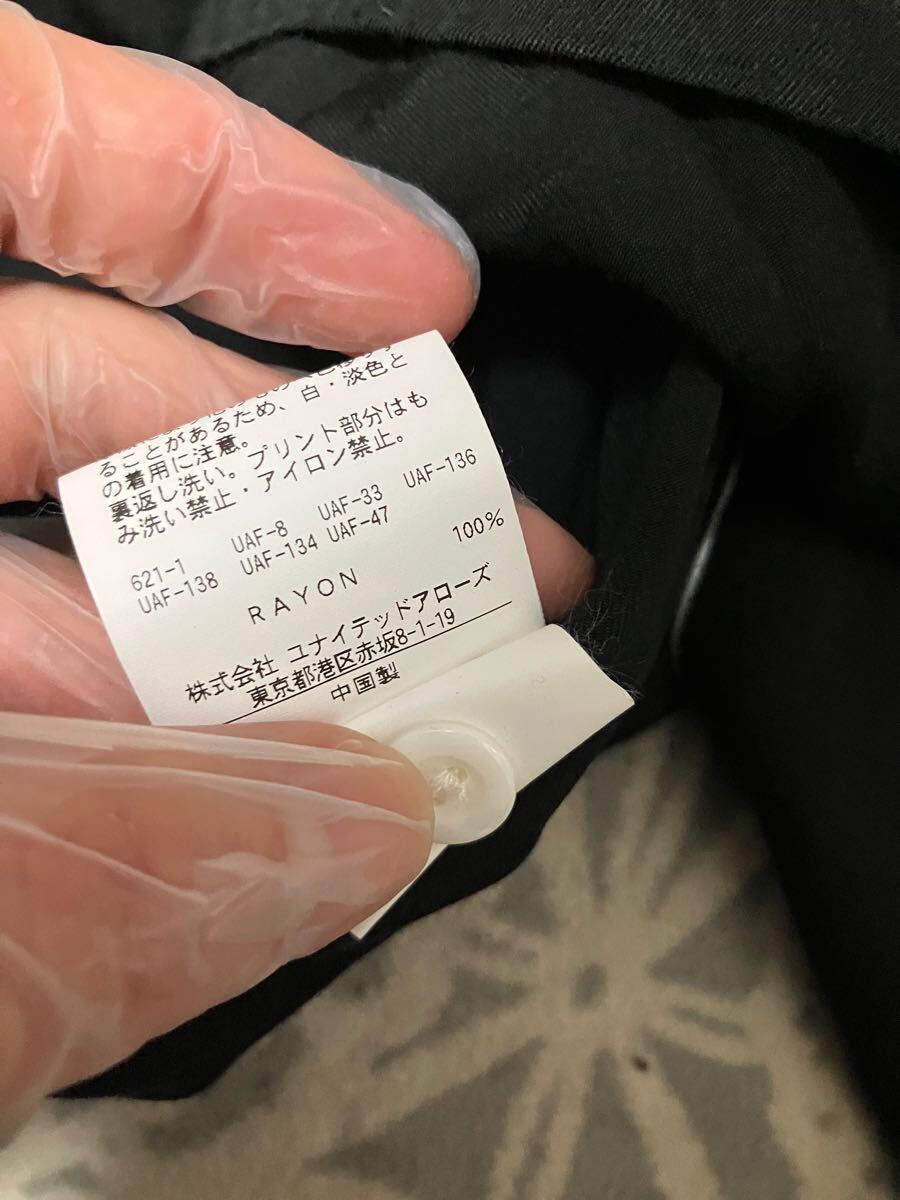 ることがあるため、白・淡色と
の着用に注意。
裏返し洗い。プリント部分はも
み洗い禁止・アイロン禁止。
621-1 UAF-8 UAF-33 UAF-136
UAF-138 UAF-134 UAF-47
RAYON 100%
株式会社 ユナイテッドアローズ
東京都港区赤坂8-1-19
中国製